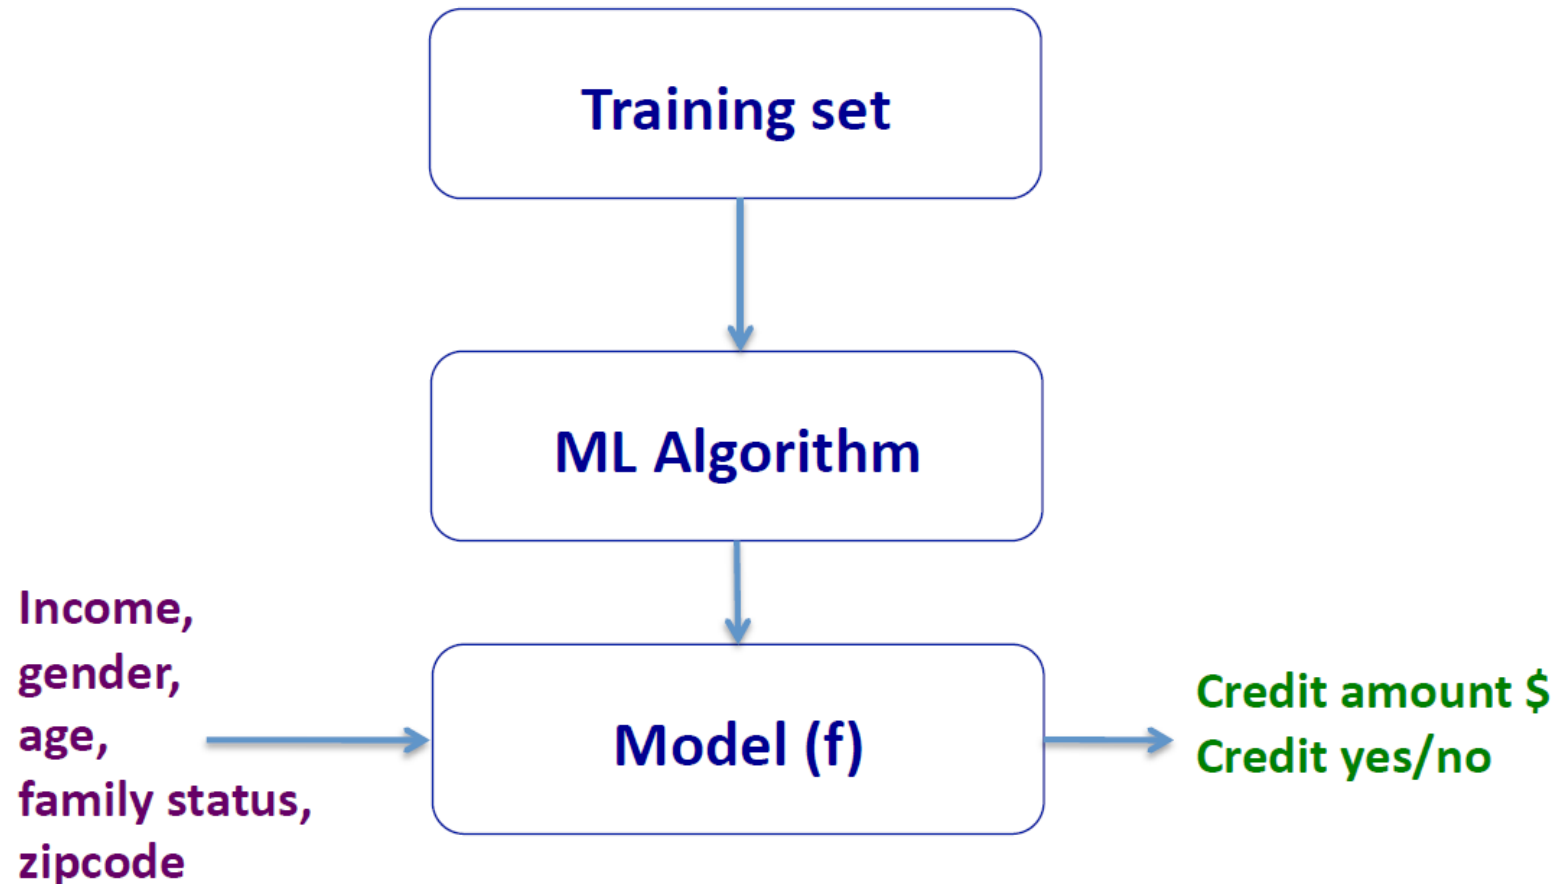 Training set
ML Algorithm
Income,
gender,
age,
family status,
zipcode
Model (f)
Credit amount $
Credit yes/no